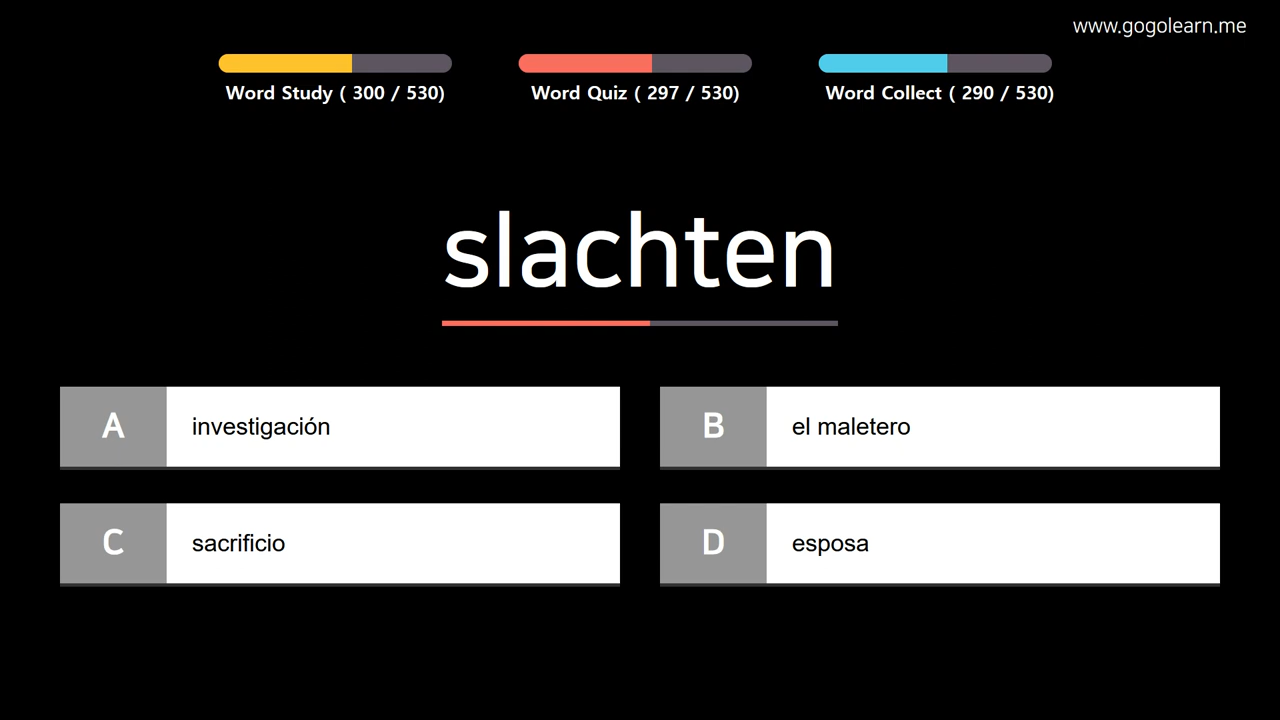 www.gogolearn.me
Word Study ( 300 / 530)
Word Quiz ( 297 / 530)
Word Collect ( 290 / 530)
slachten
A investigación
B el maletero
C sacrificio
D esposa